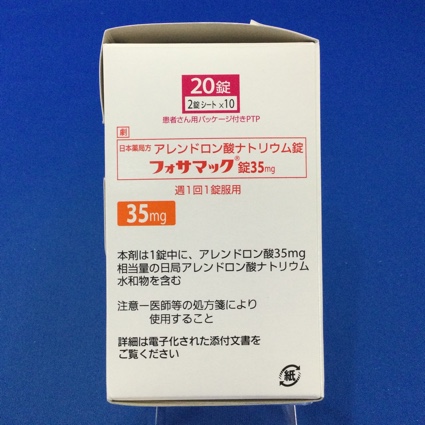 20錠
2錠シート×10
患者さん用パッケージ付きPTP
劇
日本薬局方 アレンドロン酸ナトリウム錠
フォサマック®錠35mg
週1回1錠服用
35mg
本剤は1錠中に、アレンドロン酸35mg
相当量の日局アレンドロン酸ナトリウム
水和物を含む
注意―医師等の処方箋により
使用すること
詳細は電子化された添付文書を
ご覧ください
紙